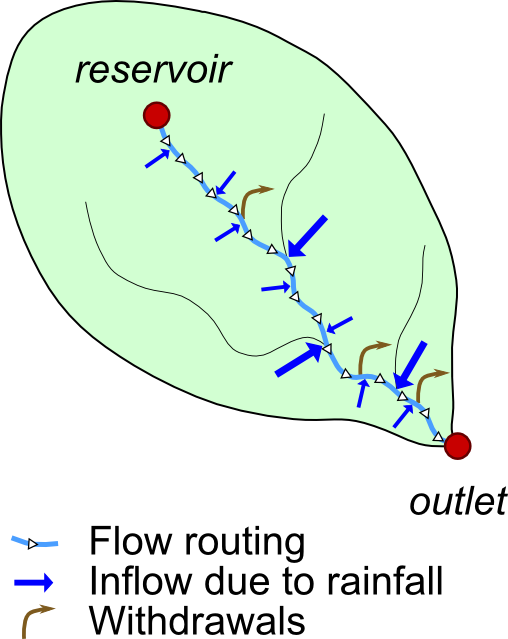 reservoir
outlet
Flow routing
Inflow due to rainfall
Withdrawals